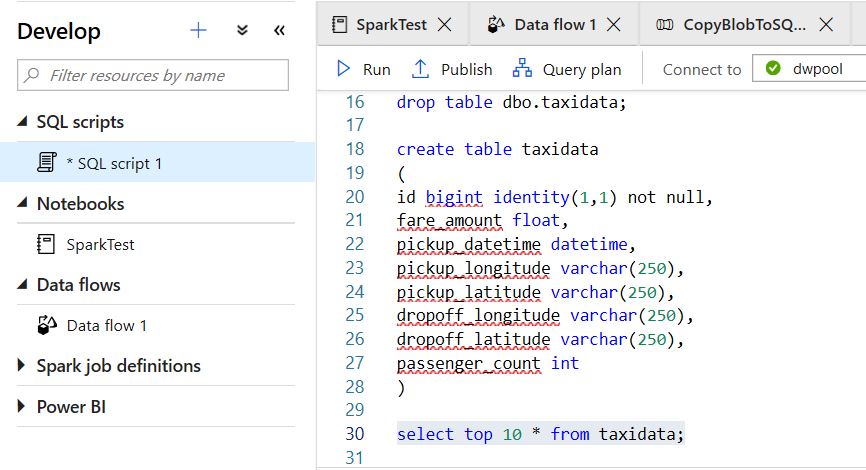 Develop
Filter resources by name
SQL scripts
* SQL script 1
Notebooks
SparkTest
Data flows
Data flow 1
Spark job definitions
Power BI
SparkTest
Data flow 1
CopyBlobToSQ...
Run
Publish
Query plan
Connect to
dwpool
16 drop table dbo.taxidata;
17
18 create table taxidata
19 (
20 id bigint identity(1,1) not null,
21 fare_amount float,
22 pickup_datetime datetime,
23 pickup_longitude varchar(250),
24 pickup_latitude varchar(250),
25 dropoff_longitude varchar(250),
26 dropoff_latitude varchar(250),
27 passenger_count int
28 )
29
30 select top 10 * from taxidata;
31